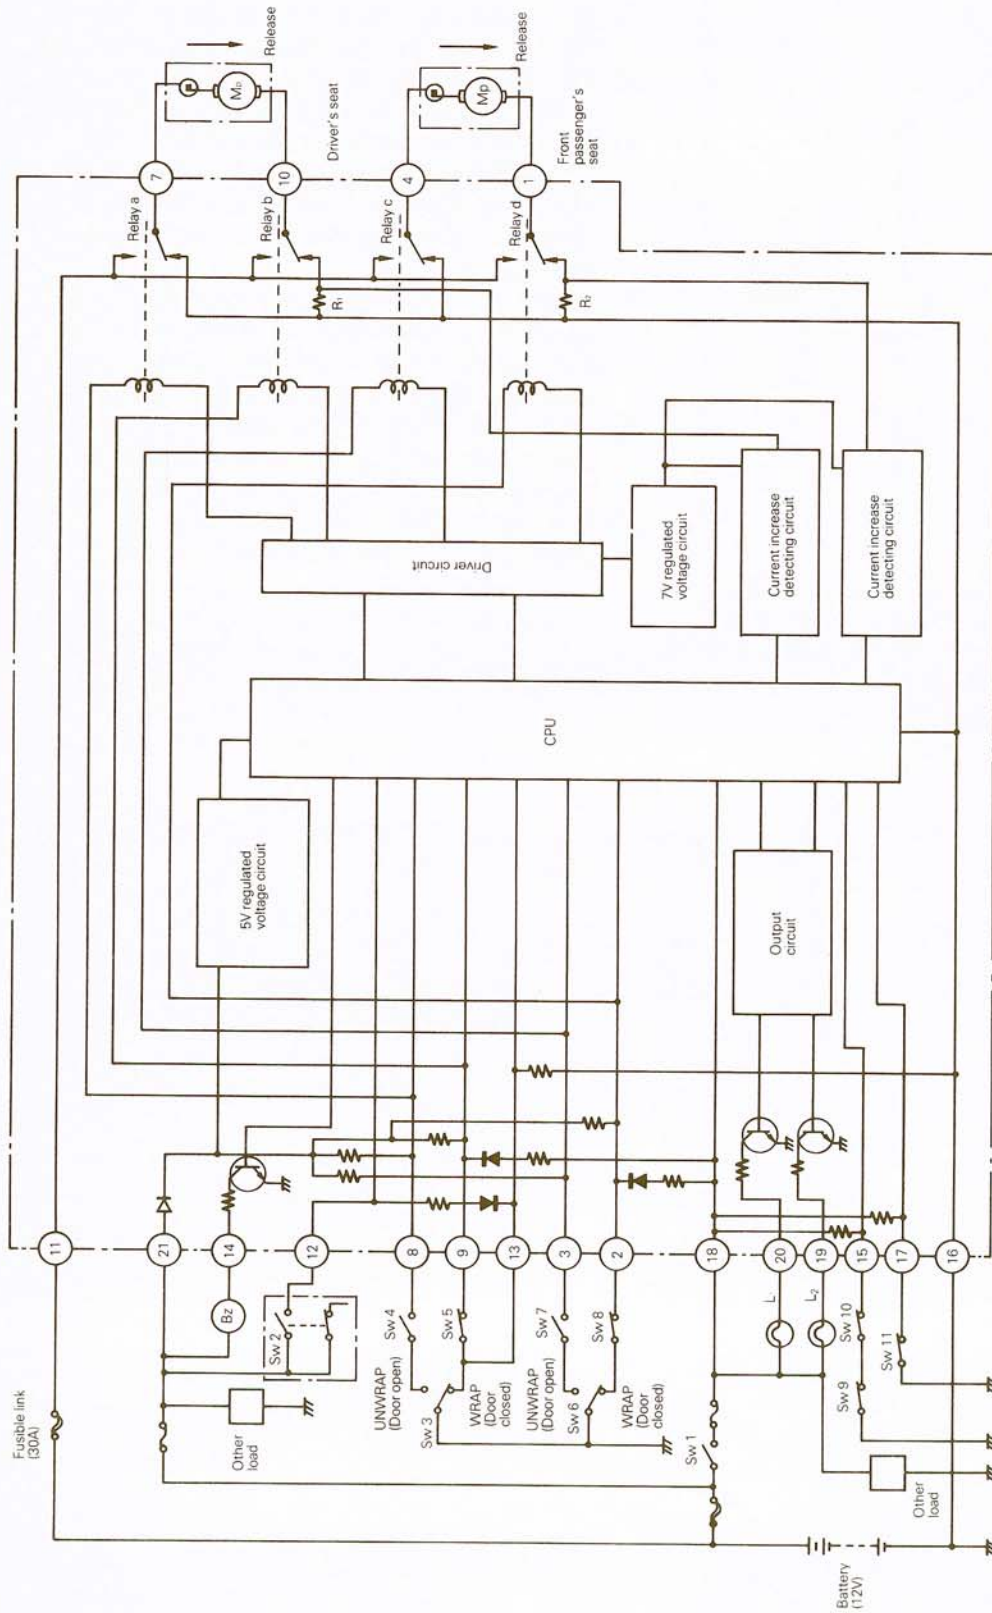 Fusible link
(30A)
11
21
14
12
8
9
13
3
2
18
20
19
15
17
16
Bz
Sw 2
Other
load
UNWRAP
(Door open)
Sw 4
Sw 3
WRAP
(Door
closed)
Sw 5
UNWRAP
(Door open)
Sw 7
Sw 6
WRAP
(Door
closed)
Sw 8
Sw 1
L1
L2
Sw 10
Sw 9
Sw 11
Other
load
Battery
(12V)
5V regulated
voltage circuit
CPU
Output
circuit
Driver circuit
7V regulated
voltage circuit
Current increase
detecting circuit
Current increase
detecting circuit
Relay a
Relay b
Relay c
Relay d
R1
R2
7
10
4
1
MD
Release
Driver's seat
Mp
Release
Front
passenger's
seat